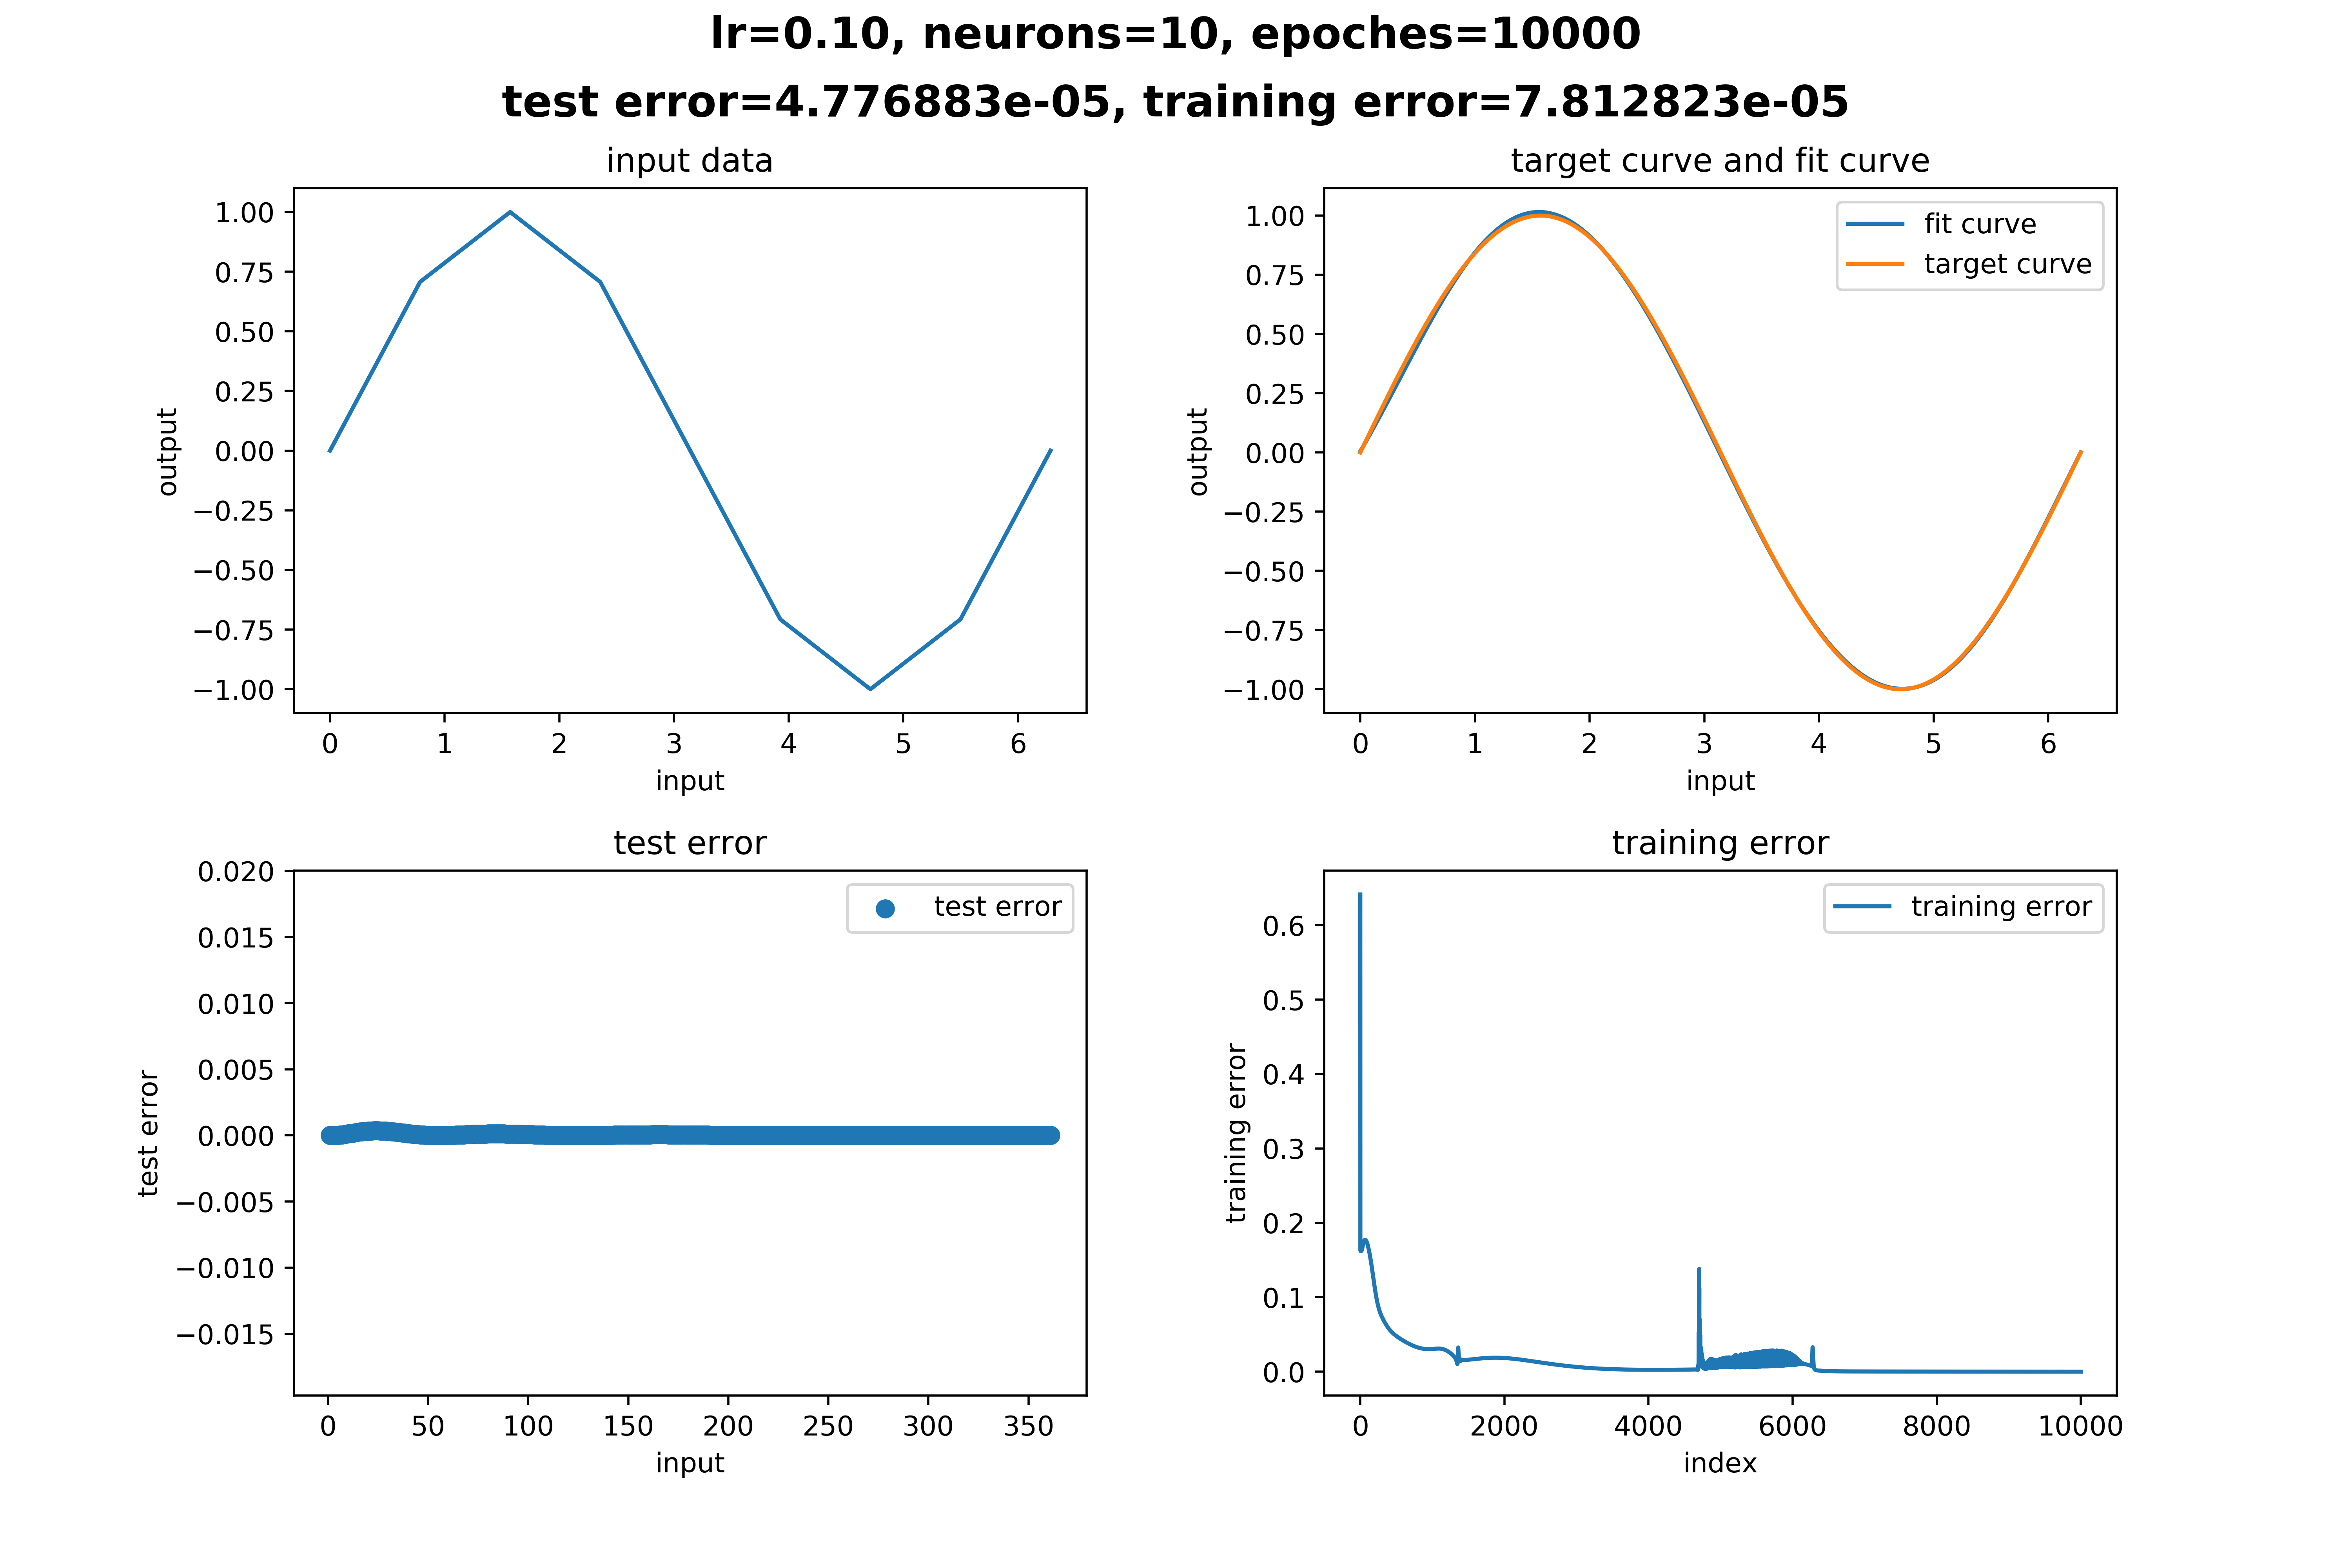 lr=0.10, neurons=10, epoches=10000
test error=4.776883e-05, training error=7.812823e-05
input data
1.00
0.75
0.50
0.25
0.00
−0.25
−0.50
−0.75
−1.00
output
0 1 2 3 4 5 6
input
target curve and fit curve
fit curve
target curve
1.00
0.75
0.50
0.25
0.00
−0.25
−0.50
−0.75
−1.00
output
0 1 2 3 4 5 6
input
test error
test error
0.020
0.015
0.010
0.005
0.000
−0.005
−0.010
−0.015
test error
0 50 100 150 200 250 300 350
input
training error
training error
0.6
0.5
0.4
0.3
0.2
0.1
0.0
training error
0 2000 4000 6000 8000 10000
index